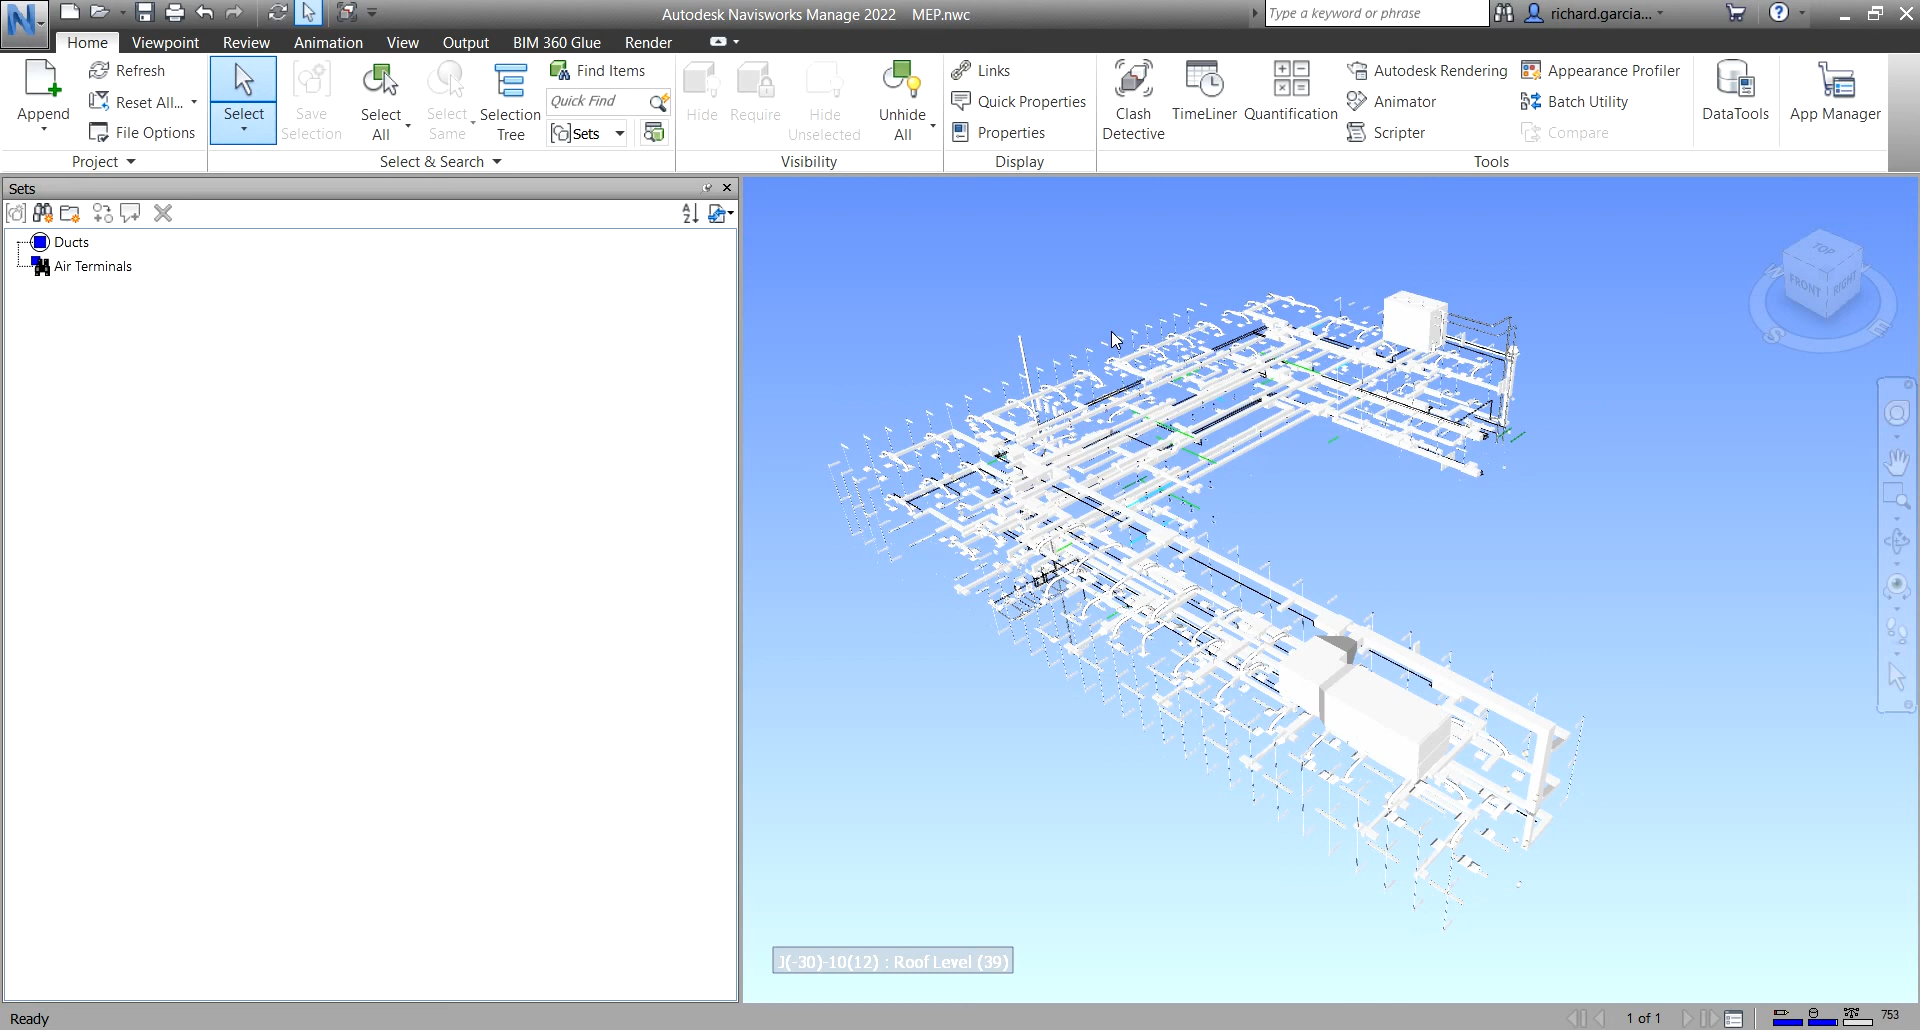 Autodesk Navisworks Manage 2022 MEP.nwc
Type a keyword or phrase
richard.garcia...
Home Viewpoint Review Animation View Output BIM 360 Glue Render
Append
Refresh
Reset All...
File Options
Project
Select
Save
Selection
Select
All
Select
Same
Selection
Tree
Find Items
Quick Find
Sets
Select & Search
Hide
Require
Hide
Unselected
Unhide
All
Visibility
Links
Quick Properties
Properties
Display
Clash
Detective
TimeLiner
Quantification
Autodesk Rendering
Animator
Scripter
Appearance Profiler
Batch Utility
Compare
Tools
DataTools
App Manager
Sets
Ducts
Air Terminals
TOP
FRONT
RIGHT
W
S
E
J(-30)-10(12) : Roof Level (39)
Ready
1 of 1
753